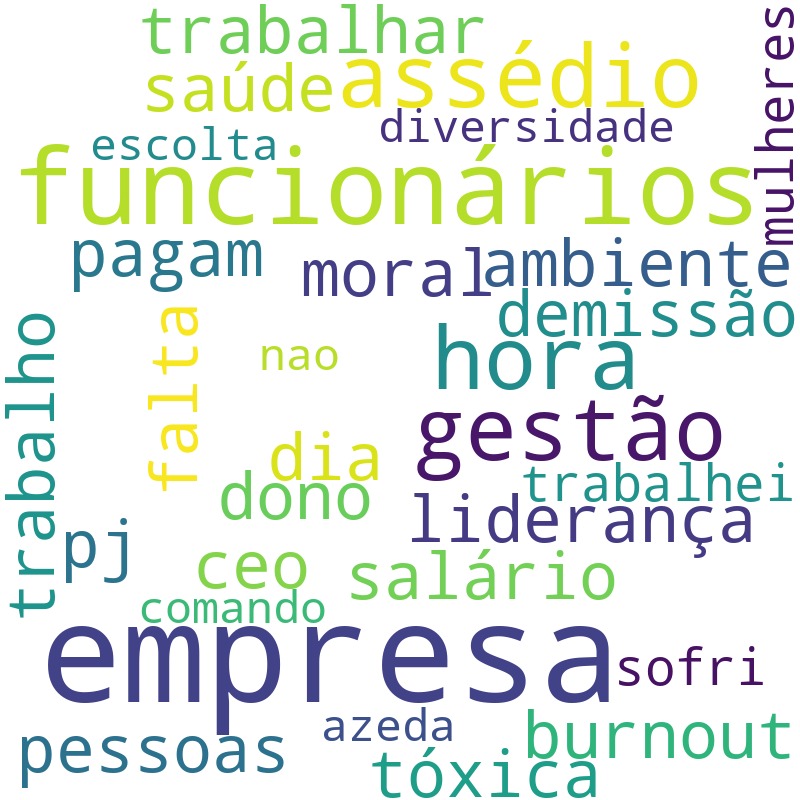 trabalhar
mulheres
saúde
assédio
diversidade
escolta
funcionários
pagam
moral
ambiente
demissão
trabalho
falta
nao
hora
gestão
dia
trabalhei
dono
liderança
pj
ceo
salário
comando
empresa
sofri
azeda
burnout
pessoas
tóxica